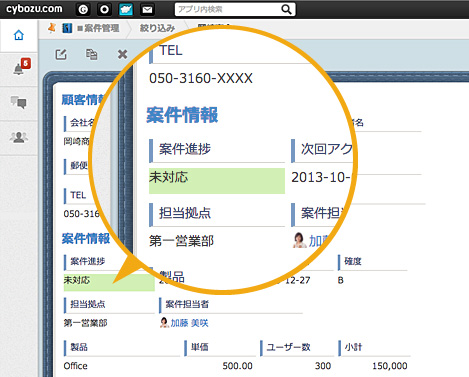 cybozu.com
アプリ内検索
■案件管理 絞り込み
5
顧客情報
会社名
岡崎商
郵便
TEL
050-316
案件情報
案件進捗
未対応
担当拠点 案件担当者
第一営業部 加藤 美咲
製品 単価 ユーザー数 小計
Office 500.00 300 150,000
TEL
050-3160-XXXX
案件情報
案件進捗 次回アク
未対応 2013-10-
担当拠点 案件担
第一営業部 加藤
製品
名
確度
12-27 B